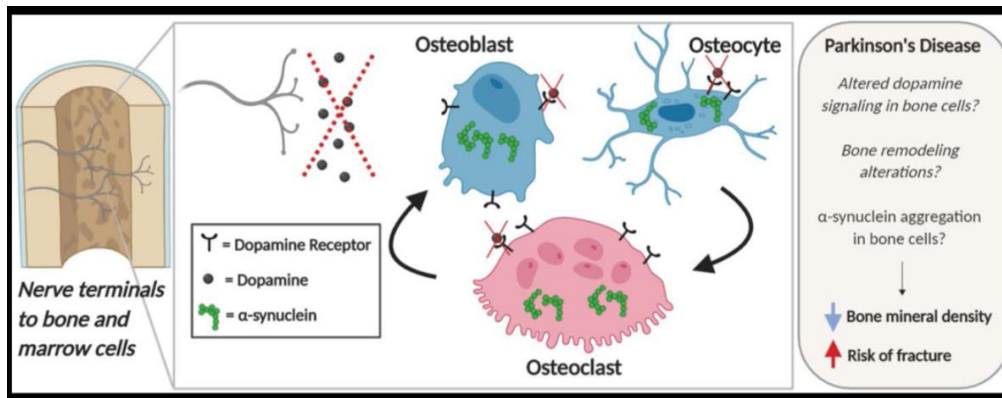 Osteoblast
Osteocyte
Nerve terminals
to bone and
marrow cells
= Dopamine Receptor
= Dopamine
= α-synuclein
Osteoclast
Parkinson's Disease
Altered dopamine
signaling in bone cells?
Bone remodeling
alterations?
α-synuclein aggregation
in bone cells?
Bone mineral density
Risk of fracture